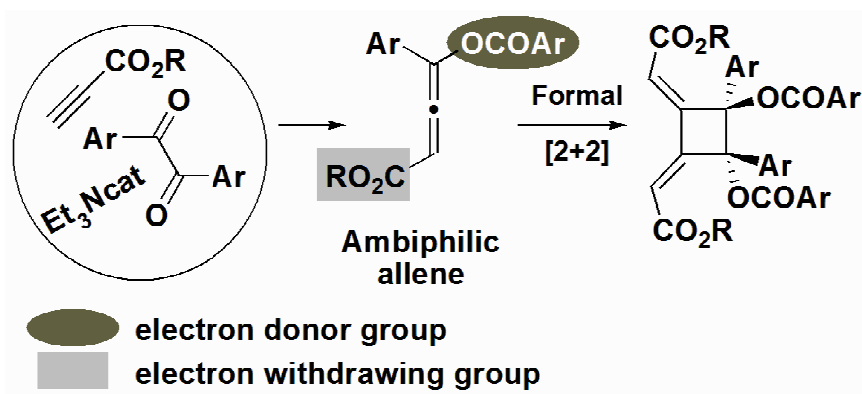 CO₂R
O
Ar
Ar
O
Et₃Ncat
Ar
OCOAr
RO₂C
Ambiphilic
allene
Formal
[2+2]
CO₂R
Ar
OCOAr
Ar
OCOAr
CO₂R
electron donor group
electron withdrawing group